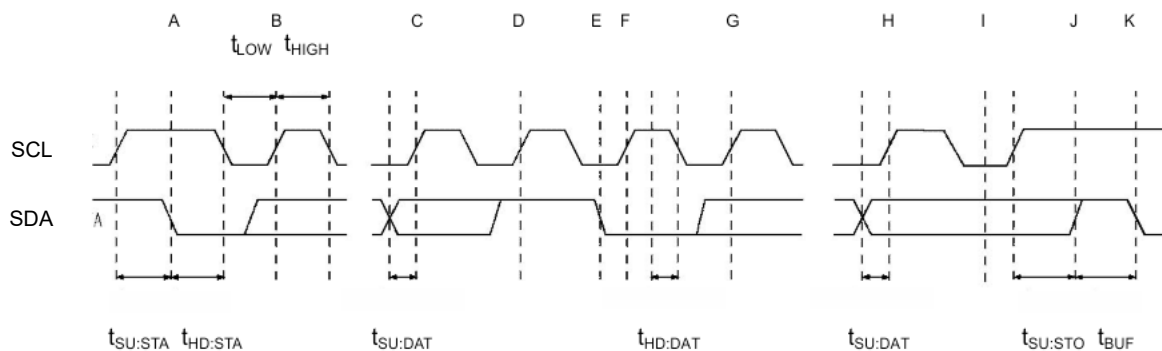 A B C D E F G H I J K
tLOW tHIGH
SCL
SDA
A
tSU:STA tHD:STA tSU:DAT tHD:DAT tSU:DAT tSU:STO tBUF